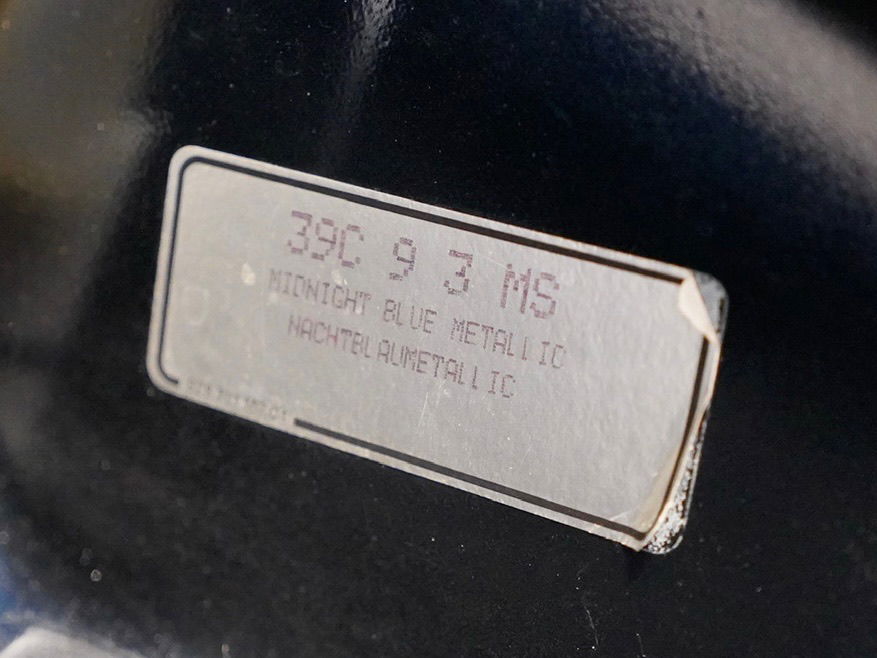 39C 9 3 MS
MIDNIGHT BLUE METALLIC
NACHTBLAUMETALLIC